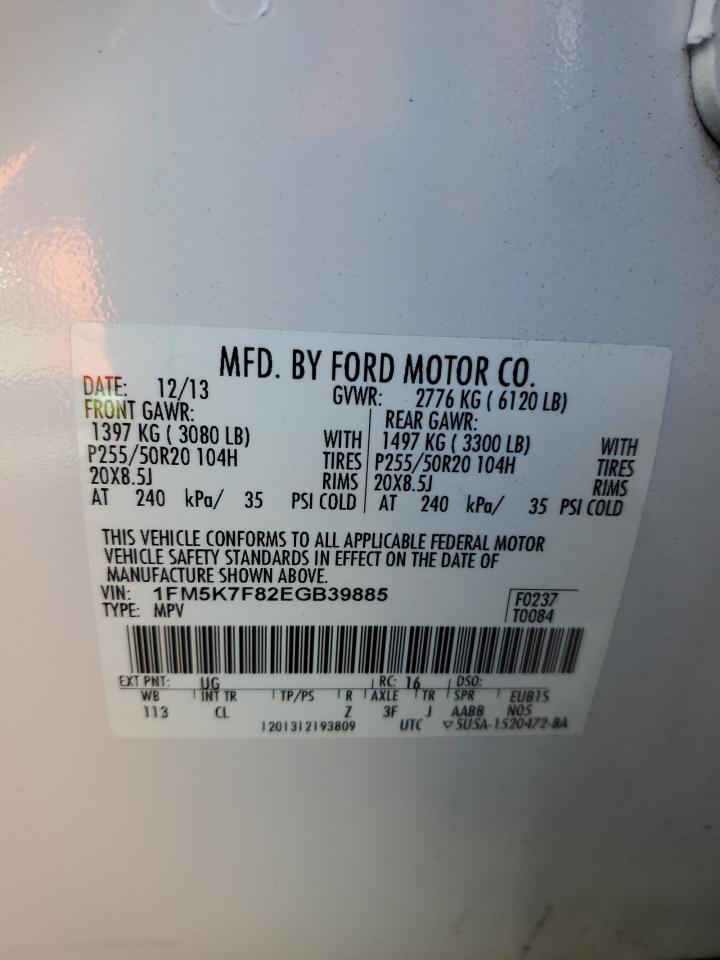 MFD. BY FORD MOTOR CO.
DATE: 12/13 GVWR: 2776 KG ( 6120 LB)
FRONT GAWR: REAR GAWR:
1397 KG ( 3080 LB) WITH 1497 KG ( 3300 LB) WITH
P255/50R20 104H TIRES P255/50R20 104H TIRES
20X8.5J RIMS 20X8.5J RIMS
AT 240 kPa/ 35 PSI COLD AT 240 kPa/ 35 PSI COLD
THIS VEHICLE CONFORMS TO ALL APPLICABLE FEDERAL MOTOR
VEHICLE SAFETY STANDARDS IN EFFECT ON THE DATE OF
MANUFACTURE SHOWN ABOVE.
VIN: 1FM5K7F82EGB39885 F0237
TYPE: MPV T0084
EXT PNT: UG RC: 16 DSO:
WB INT TR TP/PS R AXLE TR SPR EUB1S
113 CL Z 3F J AABB N05
1201312193809 UTC ▽5U5A-1520472-BA